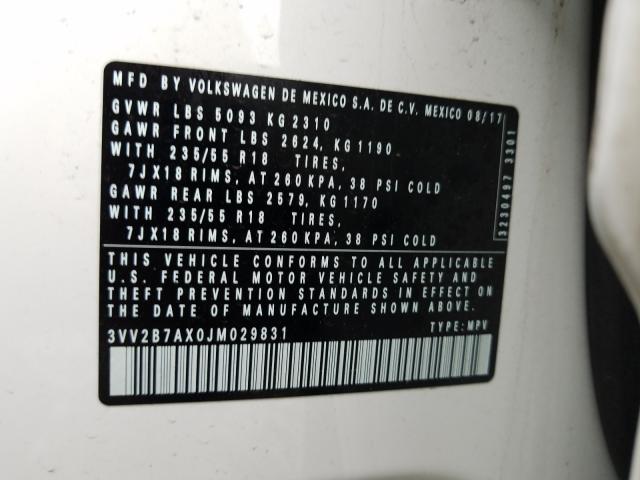 MFD BY VOLKSWAGEN DE MEXICO S.A. DE C.V. MEXICO 08/17
GVWR LBS 5093 KG 2310
GAWR FRONT LBS 2624, KG 1190
WITH 235/55 R18 TIRES,
7JX18 RIMS, AT 260 KPA, 38 PSI COLD
GAWR REAR LBS 2579, KG 1170
WITH 235/55 R18 TIRES,
7JX18 RIMS, AT 260 KPA, 38 PSI COLD
3230497 3301
THIS VEHICLE CONFORMS TO ALL APPLICABLE
U.S. FEDERAL MOTOR VEHICLE SAFETY AND
THEFT PREVENTION STANDARDS IN EFFECT ON
THE DATE OF MANUFACTURE SHOWN ABOVE.
3VV2B7AX0JM029831 TYPE: MPV